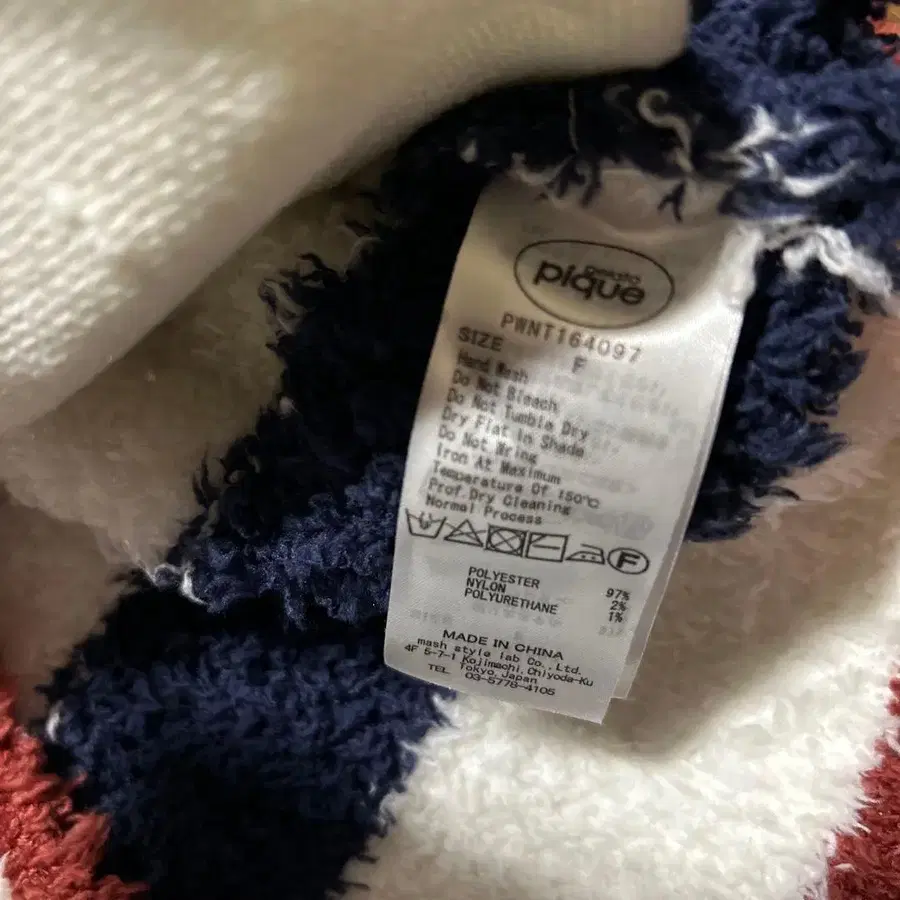 gelato
pique
PWNT164097
SIZE F
Hand Wash
Do Not Bleach
Do Not Tumble Dry
Dry Flat In Shade
Do Not Wring
Iron At Maximum
Temperature Of 150°C
Prof.Dry Cleaning
Normal Process
F
POLYESTER 97%
NYLON 2%
POLYURETHANE 1%
MADE IN CHINA
mash style lab Co.,Ltd.
4F 5-7-1 Kojimachi,Chiyoda-Ku
Tokyo,Japan
TEL 03-5778-4105